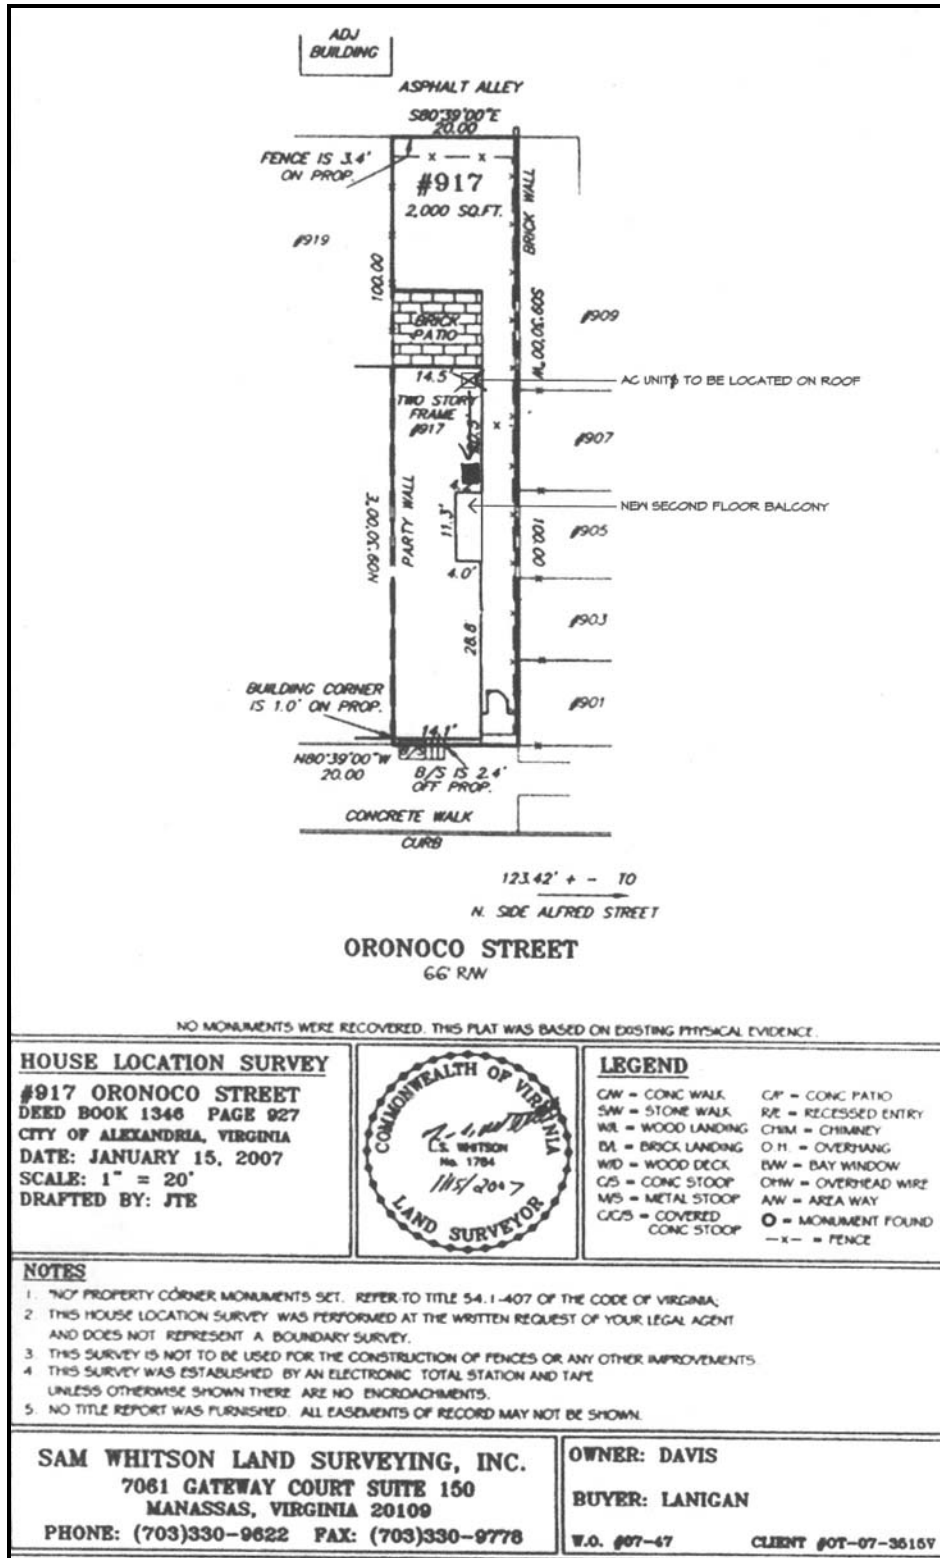 ADJ
BUILDING
ASPHALT ALLEY
S80°39'00"E
20.00
FENCE IS 3.4'
ON PROP.
#917
2,000 SQ.FT.
BRICK WALL
#919
100.00
S09°30'00"W
#909
BRICK
PATIO
14.5'
AC UNITS TO BE LOCATED ON ROOF
TWO STORY
FRAME
#917
#907
PARTY WALL
N09°30'00"E
4.2'
NEW SECOND FLOOR BALCONY
11.3'
100.00
#905
4.0'
#903
28.8'
BUILDING CORNER
IS 1.0' ON PROP.
#901
14.1'
B/S
N80°39'00"W
20.00
B/S IS 2.4'
OFF PROP.
CONCRETE WALK
CURB
123.42' + - TO
N. SIDE ALFRED STREET
ORONOCO STREET
66' R/W
NO MONUMENTS WERE RECOVERED. THIS PLAT WAS BASED ON EXISTING PHYSICAL EVIDENCE.
HOUSE LOCATION SURVEY
#917 ORONOCO STREET
DEED BOOK 1346 PAGE 927
CITY OF ALEXANDRIA, VIRGINIA
DATE: JANUARY 15, 2007
SCALE: 1" = 20'
DRAFTED BY: JTE
COMMONWEALTH OF VIRGINIA
L.S. WHITSON
No. 1784
1/15/2007
LAND SURVEYOR
LEGEND
C/W = CONC WALK
S/W = STONE WALK
W/L = WOOD LANDING
B/L = BRICK LANDING
W/D = WOOD DECK
C/S = CONC STOOP
M/S = METAL STOOP
C/C/S = COVERED
CONC STOOP
C/P = CONC PATIO
R/E = RECESSED ENTRY
CHIM = CHIMNEY
O.H. = OVERHANG
B/W = BAY WINDOW
OHW = OVERHEAD WIRE
A/W = AREA WAY
O = MONUMENT FOUND
—x— = FENCE
NOTES
1. "NO" PROPERTY CORNER MONUMENTS SET. REFER TO TITLE 54.1-407 OF THE CODE OF VIRGINIA;
2. THIS HOUSE LOCATION SURVEY WAS PERFORMED AT THE WRITTEN REQUEST OF YOUR LEGAL AGENT
AND DOES NOT REPRESENT A BOUNDARY SURVEY.
3. THIS SURVEY IS NOT TO BE USED FOR THE CONSTRUCTION OF FENCES OR ANY OTHER IMPROVEMENTS.
4 THIS SURVEY WAS ESTABLISHED BY AN ELECTRONIC TOTAL STATION AND TAPE
UNLESS OTHERWISE SHOWN THERE ARE NO ENCROACHMENTS.
5. NO TITLE REPORT WAS FURNISHED. ALL EASEMENTS OF RECORD MAY NOT BE SHOWN.
SAM WHITSON LAND SURVEYING, INC.
7061 GATEWAY COURT SUITE 150
MANASSAS, VIRGINIA 20109
PHONE: (703)330-9622 FAX: (703)330-9778
OWNER: DAVIS
BUYER: LANIGAN
W.O. #07-47
CLIENT #OT-07-3515V